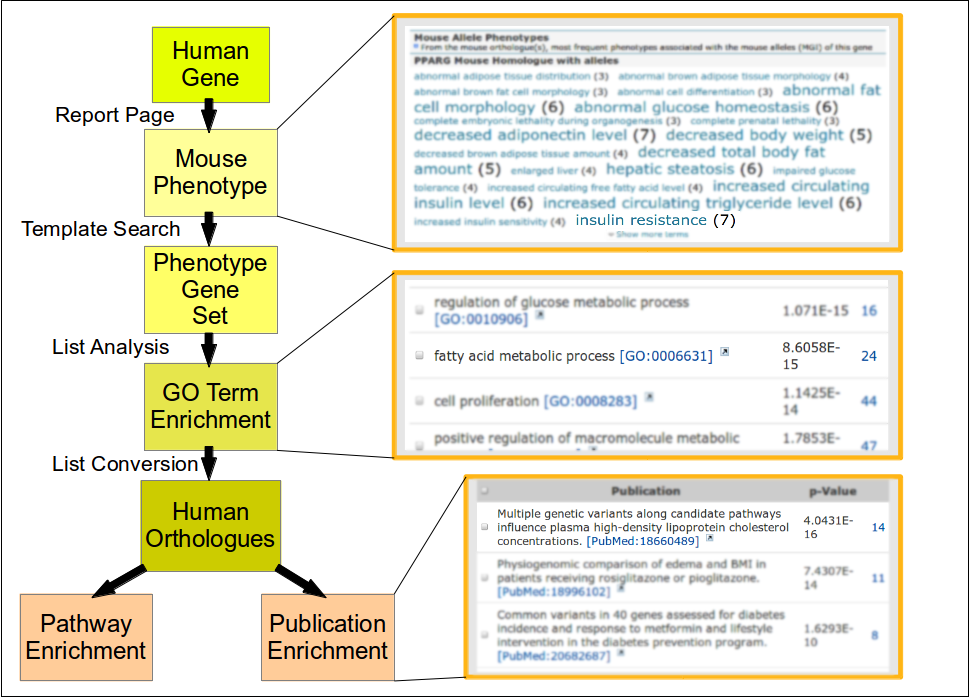 Human
Gene
Report Page
Mouse
Phenotype
Template Search
Phenotype
Gene
Set
List Analysis
GO Term
Enrichment
List Conversion
Human
Orthologues
Pathway
Enrichment
Publication
Enrichment
Mouse Allele Phenotypes
From the mouse orthologue(s), most frequent phenotypes associated with the mouse alleles (MGI) of this gene
PPARG Mouse Homologue with alleles
abnormal adipose tissue distribution (3) abnormal brown adipose tissue morphology (4)
abnormal brown fat cell morphology (3) abnormal cell differentiation (3) abnormal fat
cell morphology (6) abnormal glucose homeostasis (6)
complete embryonic lethality during organogenesis (3) complete prenatal lethality (3)
decreased adiponectin level (7) decreased body weight (5)
decreased brown adipose tissue amount (4) decreased total body fat
amount (5) enlarged liver (4) hepatic steatosis (6) impaired glucose
tolerance (4) increased circulating free fatty acid level (4) increased circulating
insulin level (6) increased circulating triglyceride level (6)
increased insulin sensitivity (4) insulin resistance (7)
Show more terms
regulation of glucose metabolic process
[GO:0010906] 1.071E-15 16
fatty acid metabolic process [GO:0006631] 8.6058E-
15 24
cell proliferation [GO:0008283] 1.1425E-
14 44
positive regulation of macromolecule metabolic 1.7853E-
47
Publication p-Value
Multiple genetic variants along candidate pathways
influence plasma high-density lipoprotein cholesterol
concentrations. [PubMed:18660489] 4.0431E-
16 14
Physiogenomic comparison of edema and BMI in
patients receiving rosiglitazone or pioglitazone.
[PubMed:18996102] 7.4307E-
14 11
Common variants in 40 genes assessed for diabetes
incidence and response to metformin and lifestyle
intervention in the diabetes prevention program.
[PubMed:20682687] 1.6293E-
10 8